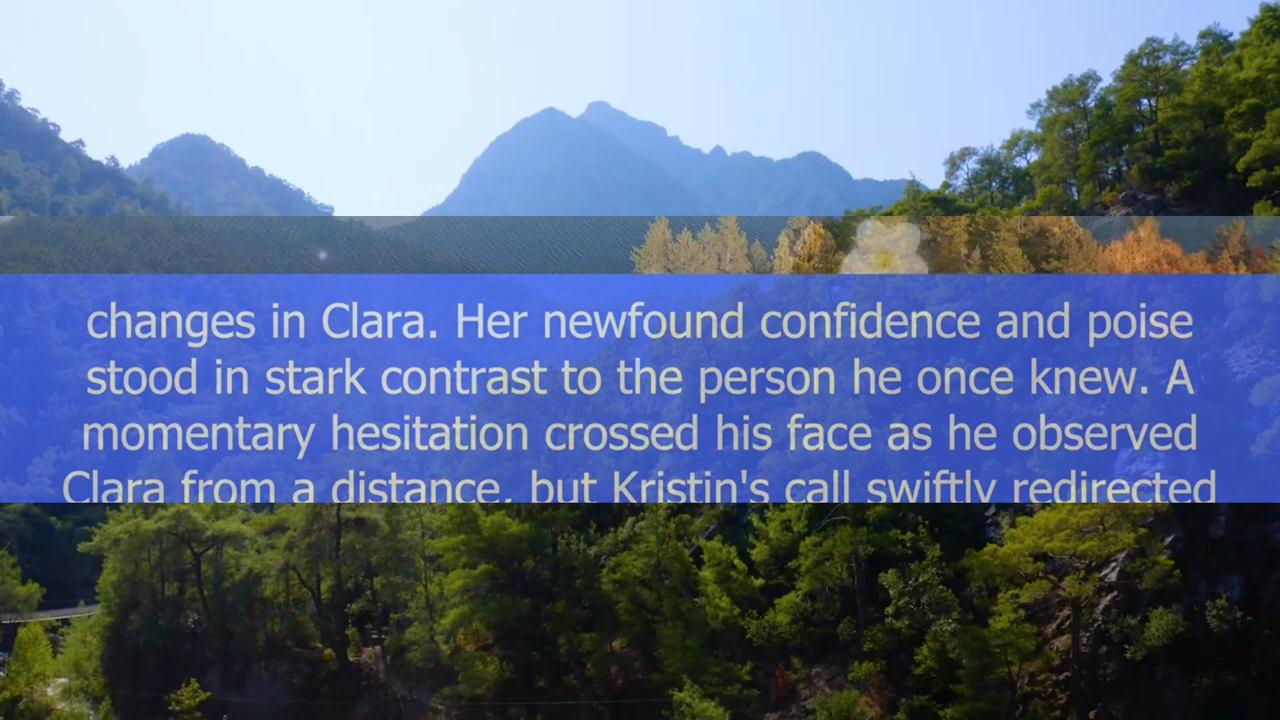 changes in Clara. Her newfound confidence and poise
stood in stark contrast to the person he once knew. A
momentary hesitation crossed his face as he observed
Clara from a distance, but Kristin's call swiftly redirected